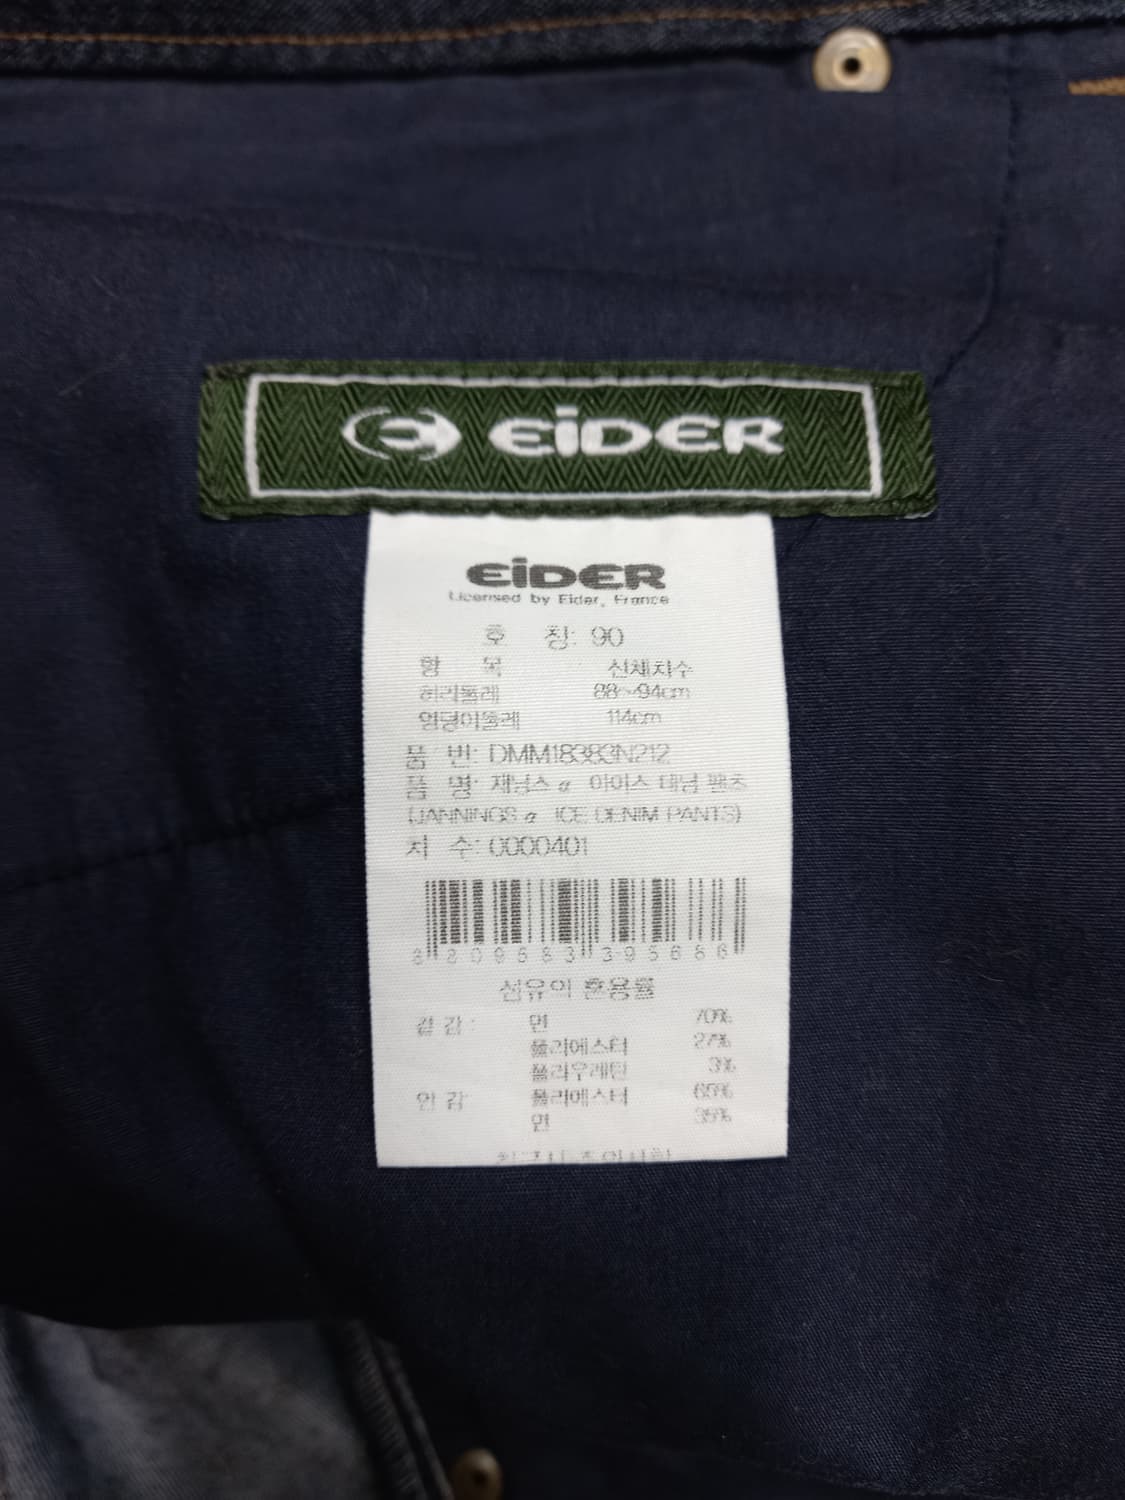 EiDER
EiDER
Licensed by Eider, France
호 칭: 90
항 목 신체치수
허리둘레 88~94cm
엉덩이둘레 114cm
품 번: DMM18383N212
품 명: 재닝스 α 아이스 데님 팬츠
(JANNINGS α ICE DENIM PANTS)
치 수: 0000401
8 809683 395686
섬유의 혼용률
겉감: 면 70%
폴리에스터 27%
폴리우레탄 3%
안감 폴리에스터 65%
면 35%